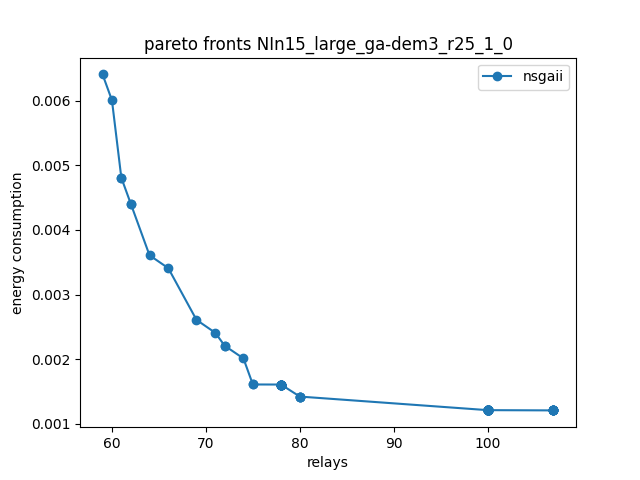 pareto fronts NIn15_large_ga-dem3_r25_1_0
nsgaii
0.006
0.005
0.004
0.003
0.002
0.001
energy consumption
60 70 80 90 100
relays